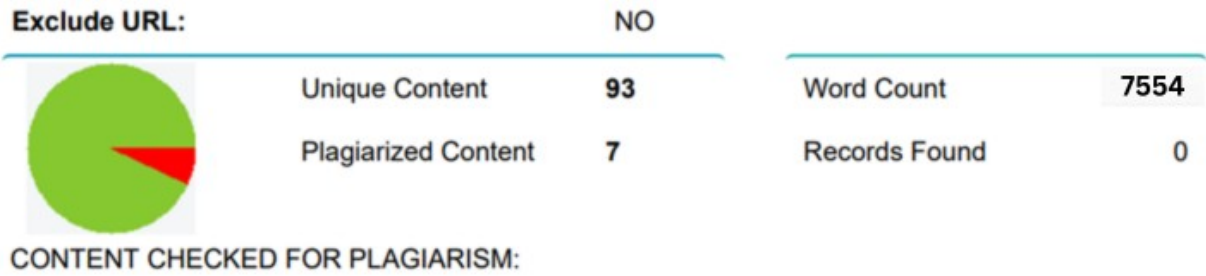 Exclude URL: NO
Unique Content 93 Word Count 7554
Plagiarized Content 7 Records Found 0
CONTENT CHECKED FOR PLAGIARISM: